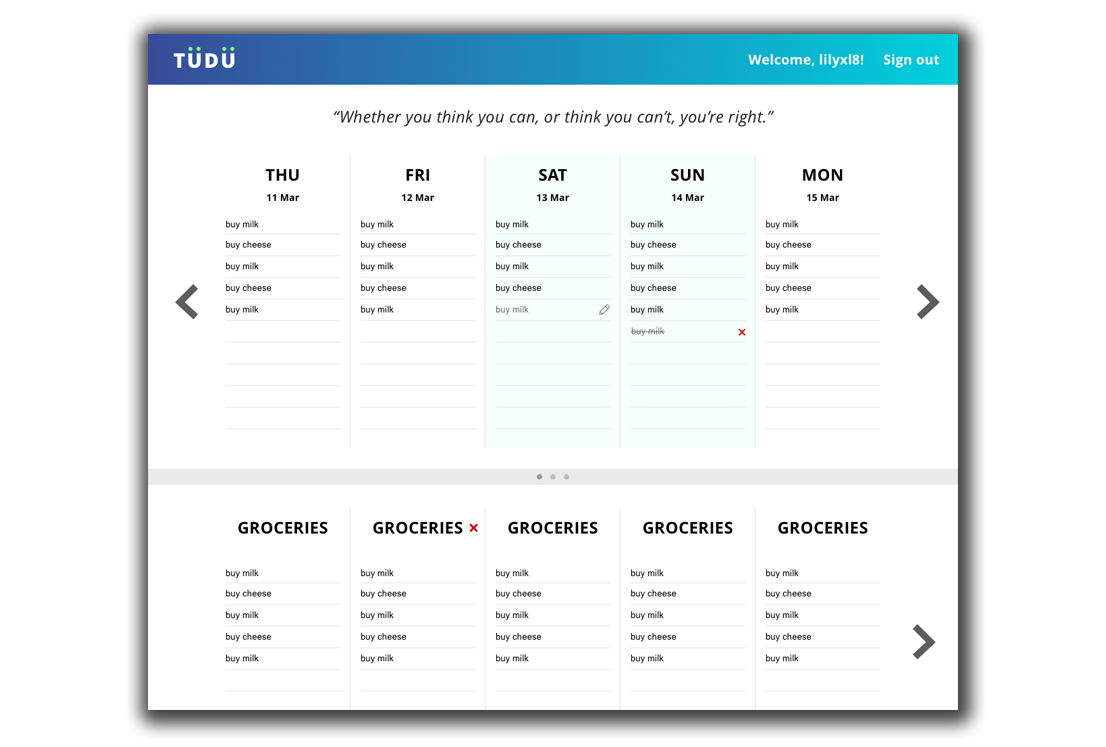 TÜDÜ Welcome, lilyxl8! Sign out
“Whether you think you can, or think you can’t, you’re right.”
THU FRI SAT SUN MON
11 Mar 12 Mar 13 Mar 14 Mar 15 Mar
buy milk buy milk buy milk buy milk buy milk
buy cheese buy cheese buy cheese buy cheese buy cheese
buy milk buy milk buy milk buy milk buy milk
buy cheese buy cheese buy cheese buy cheese buy cheese
buy milk buy milk buy milk buy milk buy milk
buy milk
GROCERIES GROCERIES GROCERIES GROCERIES GROCERIES
buy milk buy milk buy milk buy milk buy milk
buy cheese buy cheese buy cheese buy cheese buy cheese
buy milk buy milk buy milk buy milk buy milk
buy cheese buy cheese buy cheese buy cheese buy cheese
buy milk buy milk buy milk buy milk buy milk